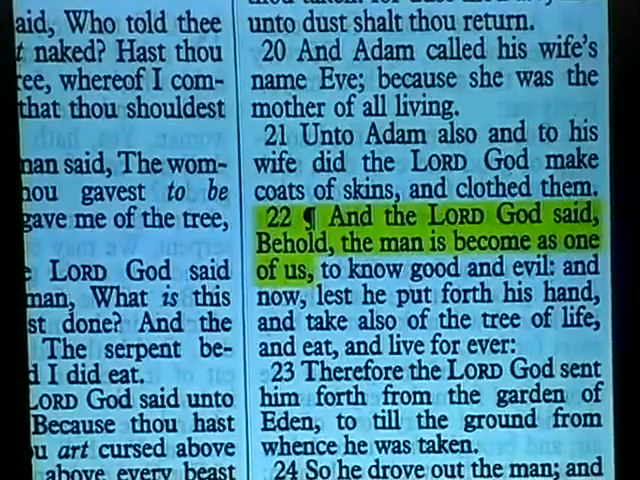 aid, Who told thee
naked? Hast thou
ee, whereof I com-
that thou shouldest
nan said, The wom-
hou gavest to be
gave me of the tree,
LORD God said
man, What is this
st done? And the
The serpent be-
d I did eat.
LORD God said unto
Because thou hast
u art cursed above
above every beast
unto dust shalt thou return.
20 And Adam called his wife's
name Eve; because she was the
mother of all living.
21 Unto Adam also and to his
wife did the LORD God make
coats of skins, and clothed them.
22 ¶ And the LORD God said,
Behold, the man is become as one
of us, to know good and evil: and
now, lest he put forth his hand,
and take also of the tree of life,
and eat, and live for ever:
23 Therefore the LORD God sent
him forth from the garden of
Eden, to till the ground from
whence he was taken.
24 So he drove out the man; and